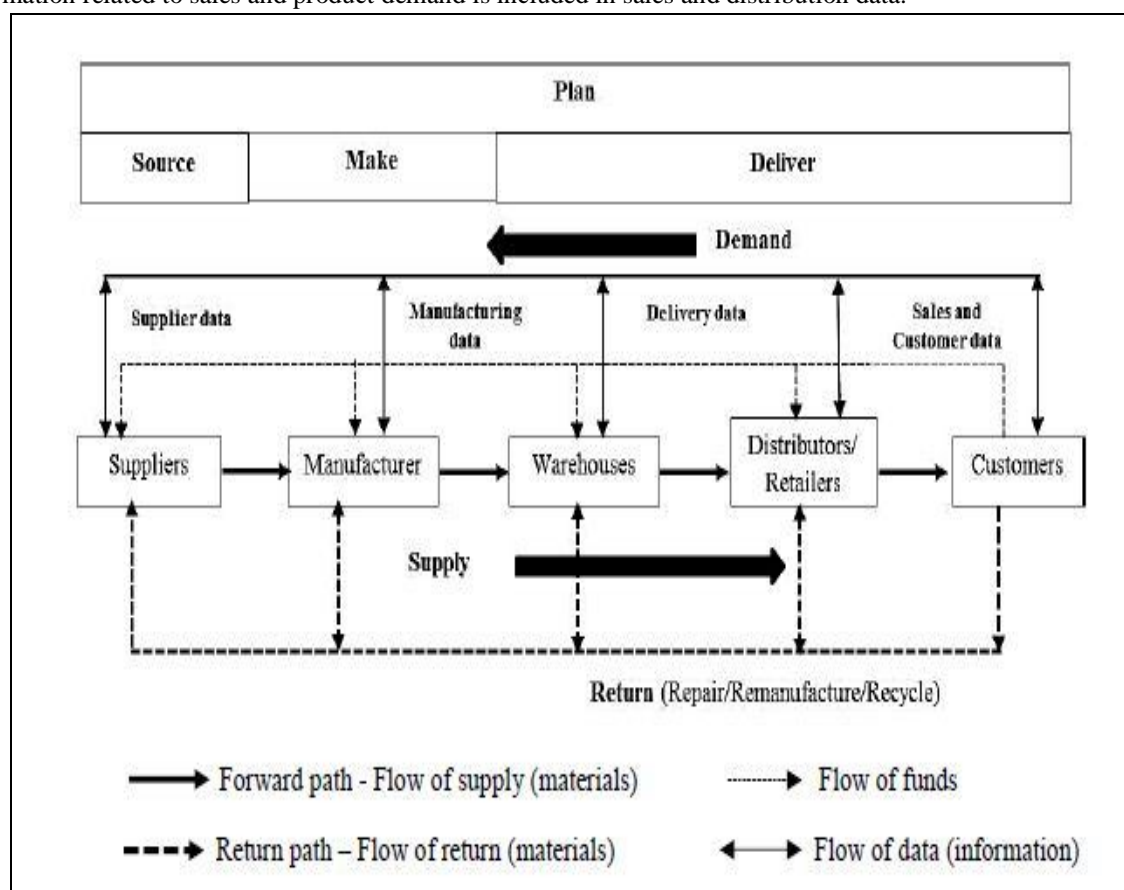 mation related to sales and product demand is included in sales and distribution data.
Plan
Source
Make
Deliver
Demand
Supplier data
Manufacturing
data
Delivery data
Sales and
Customer data
Suppliers
Manufacturer
Warehouses
Distributors/
Retailers
Customers
Supply
Return (Repair/Remanufacture/Recycle)
Forward path - Flow of supply (materials)
Flow of funds
Return path – Flow of return (materials)
Flow of data (information)